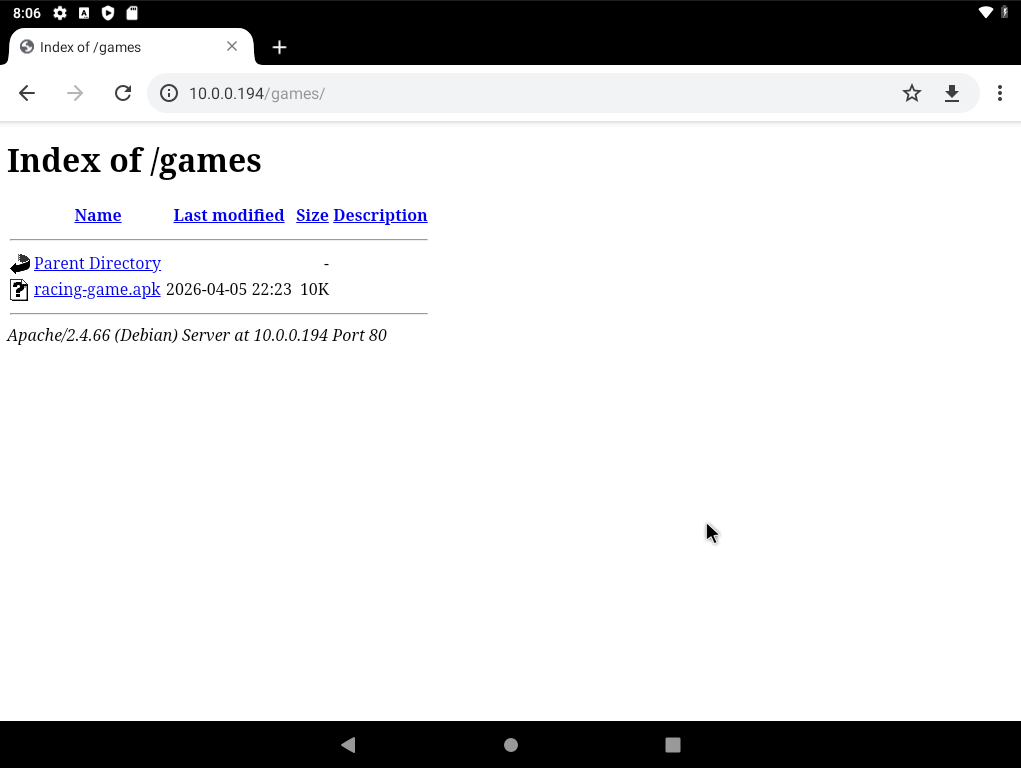 8:06
Index of /games
10.0.0.194/games/
Index of /games
Name Last modified Size Description
Parent Directory -
racing-game.apk 2026-04-05 22:23 10K
Apache/2.4.66 (Debian) Server at 10.0.0.194 Port 80